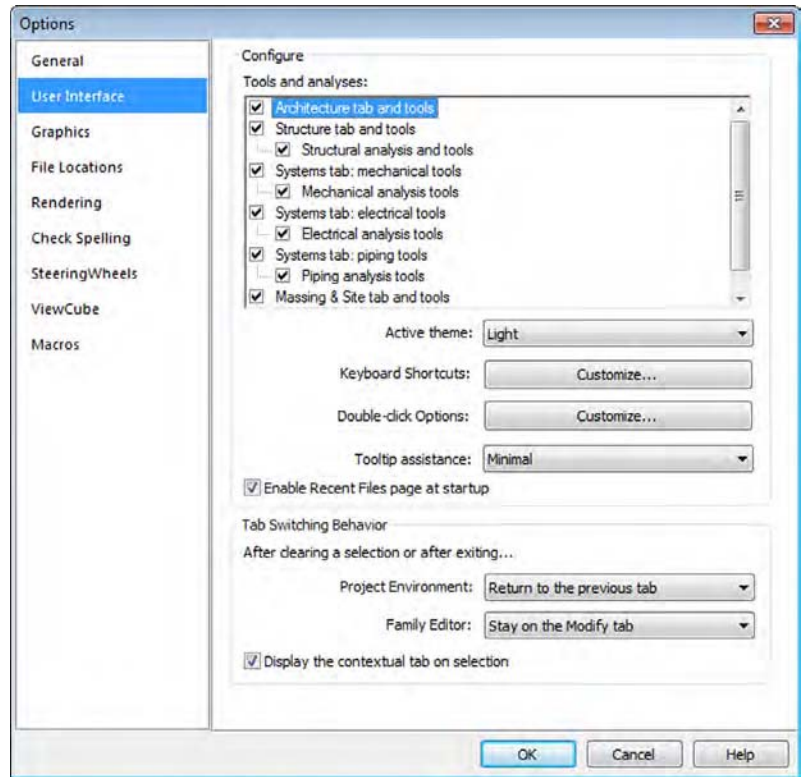 Options
General
User Interface
Graphics
File Locations
Rendering
Check Spelling
SteeringWheels
ViewCube
Macros
Configure
Tools and analyses:
Architecture tab and tools
Structure tab and tools
Structural analysis and tools
Systems tab: mechanical tools
Mechanical analysis tools
Systems tab: electrical tools
Electrical analysis tools
Systems tab: piping tools
Piping analysis tools
Massing & Site tab and tools
Active theme: Light
Keyboard Shortcuts: Customize...
Double-click Options: Customize...
Tooltip assistance: Minimal
Enable Recent Files page at startup
Tab Switching Behavior
After clearing a selection or after exiting...
Project Environment: Return to the previous tab
Family Editor: Stay on the Modify tab
Display the contextual tab on selection
OK Cancel Help